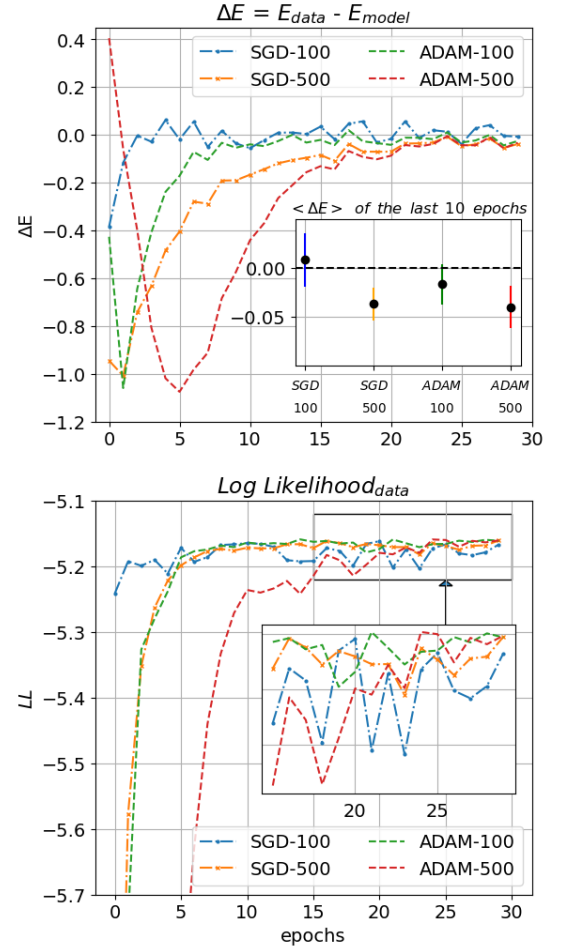 ΔE = E_data - E_model
SGD-100 ADAM-100
SGD-500 ADAM-500
0.4
0.2
0.0
−0.2
−0.4
−0.6
−0.8
−1.0
−1.2
ΔE
< ΔE > of the last 10 epochs
0.00
−0.05
SGD SGD ADAM ADAM
100 500 100 500
0 5 10 15 20 25 30
Log Likelihood_data
−5.1
−5.2
−5.3
−5.4
−5.5
−5.6
−5.7
LL
20 25
SGD-100 ADAM-100
SGD-500 ADAM-500
0 5 10 15 20 25 30
epochs